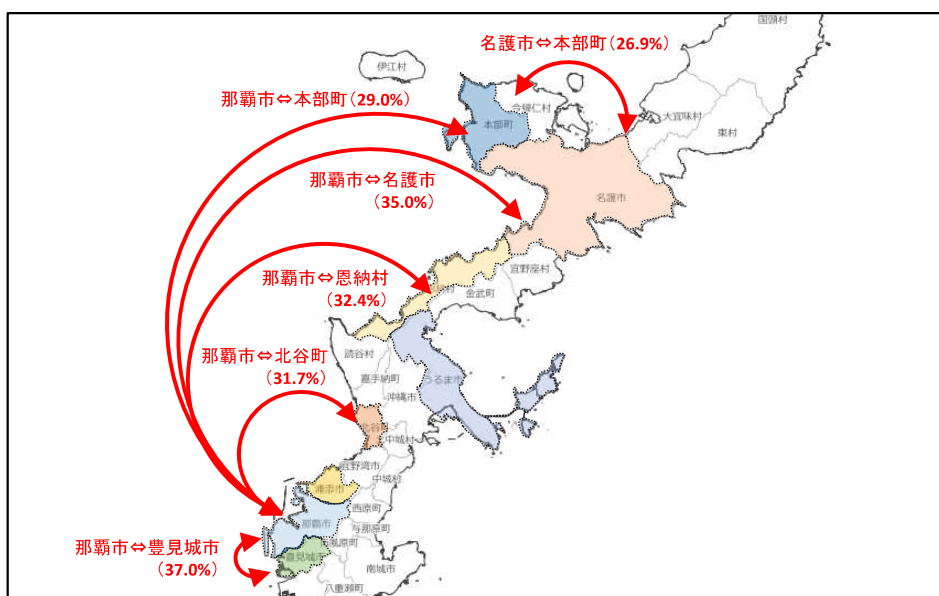 国頭村
名護市⇔本部町(26.9%)
伊江村
那覇市⇔本部町(29.0%)
今帰仁村
本部町
大宜味村
東村
那覇市⇔名護市
(35.0%)
名護市
那覇市⇔恩納村
(32.4%)
宜野座村
金武町
那覇市⇔北谷町
(31.7%)
読谷村
嘉手納町
うるま市
沖縄市
北谷町
中城村
宜野湾市
中城村
浦添市
西原町
那覇市
与那原町
那覇市⇔豊見城市
(37.0%)
豊見城市
南風原町
南城市
八重瀬町